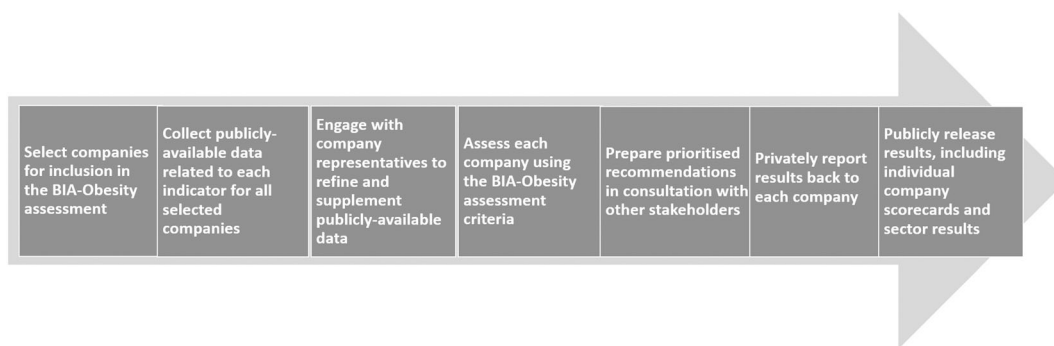 Select companies
for inclusion in
the BIA-Obesity
assessment
Collect publicly-
available data
related to each
indicator for all
selected
companies
Engage with
company
representatives to
refine and
supplement
publicly-available
data
Assess each
company using
the BIA-Obesity
assessment
criteria
Prepare prioritised
recommendations
in consultation with
other stakeholders
Privately report
results back to
each company
Publicly release
results, including
individual
company
scorecards and
sector results